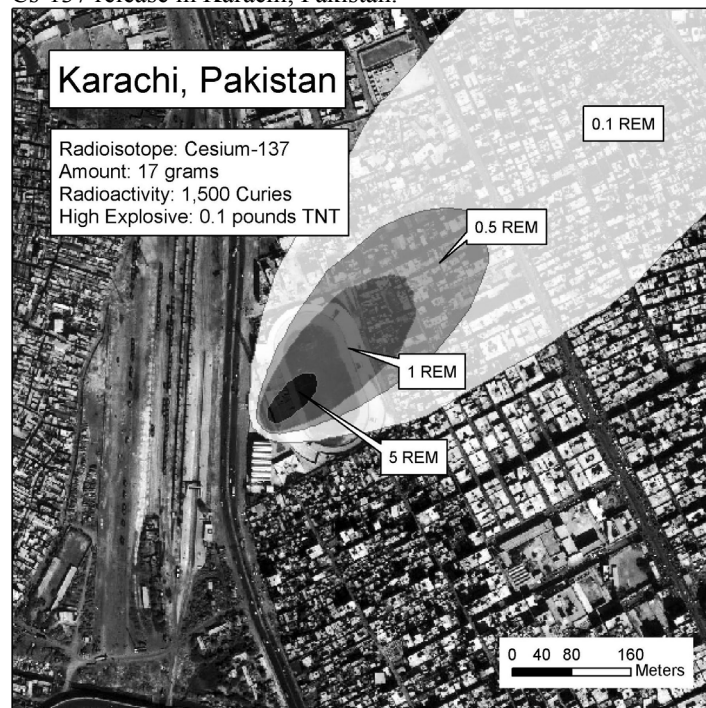 Cs-137 release in Karachi, Pakistan.
Karachi, Pakistan
Radioisotope: Cesium-137
Amount: 17 grams
Radioactivity: 1,500 Curies
High Explosive: 0.1 pounds TNT
0.1 REM
0.5 REM
1 REM
5 REM
0 40 80 160
Meters